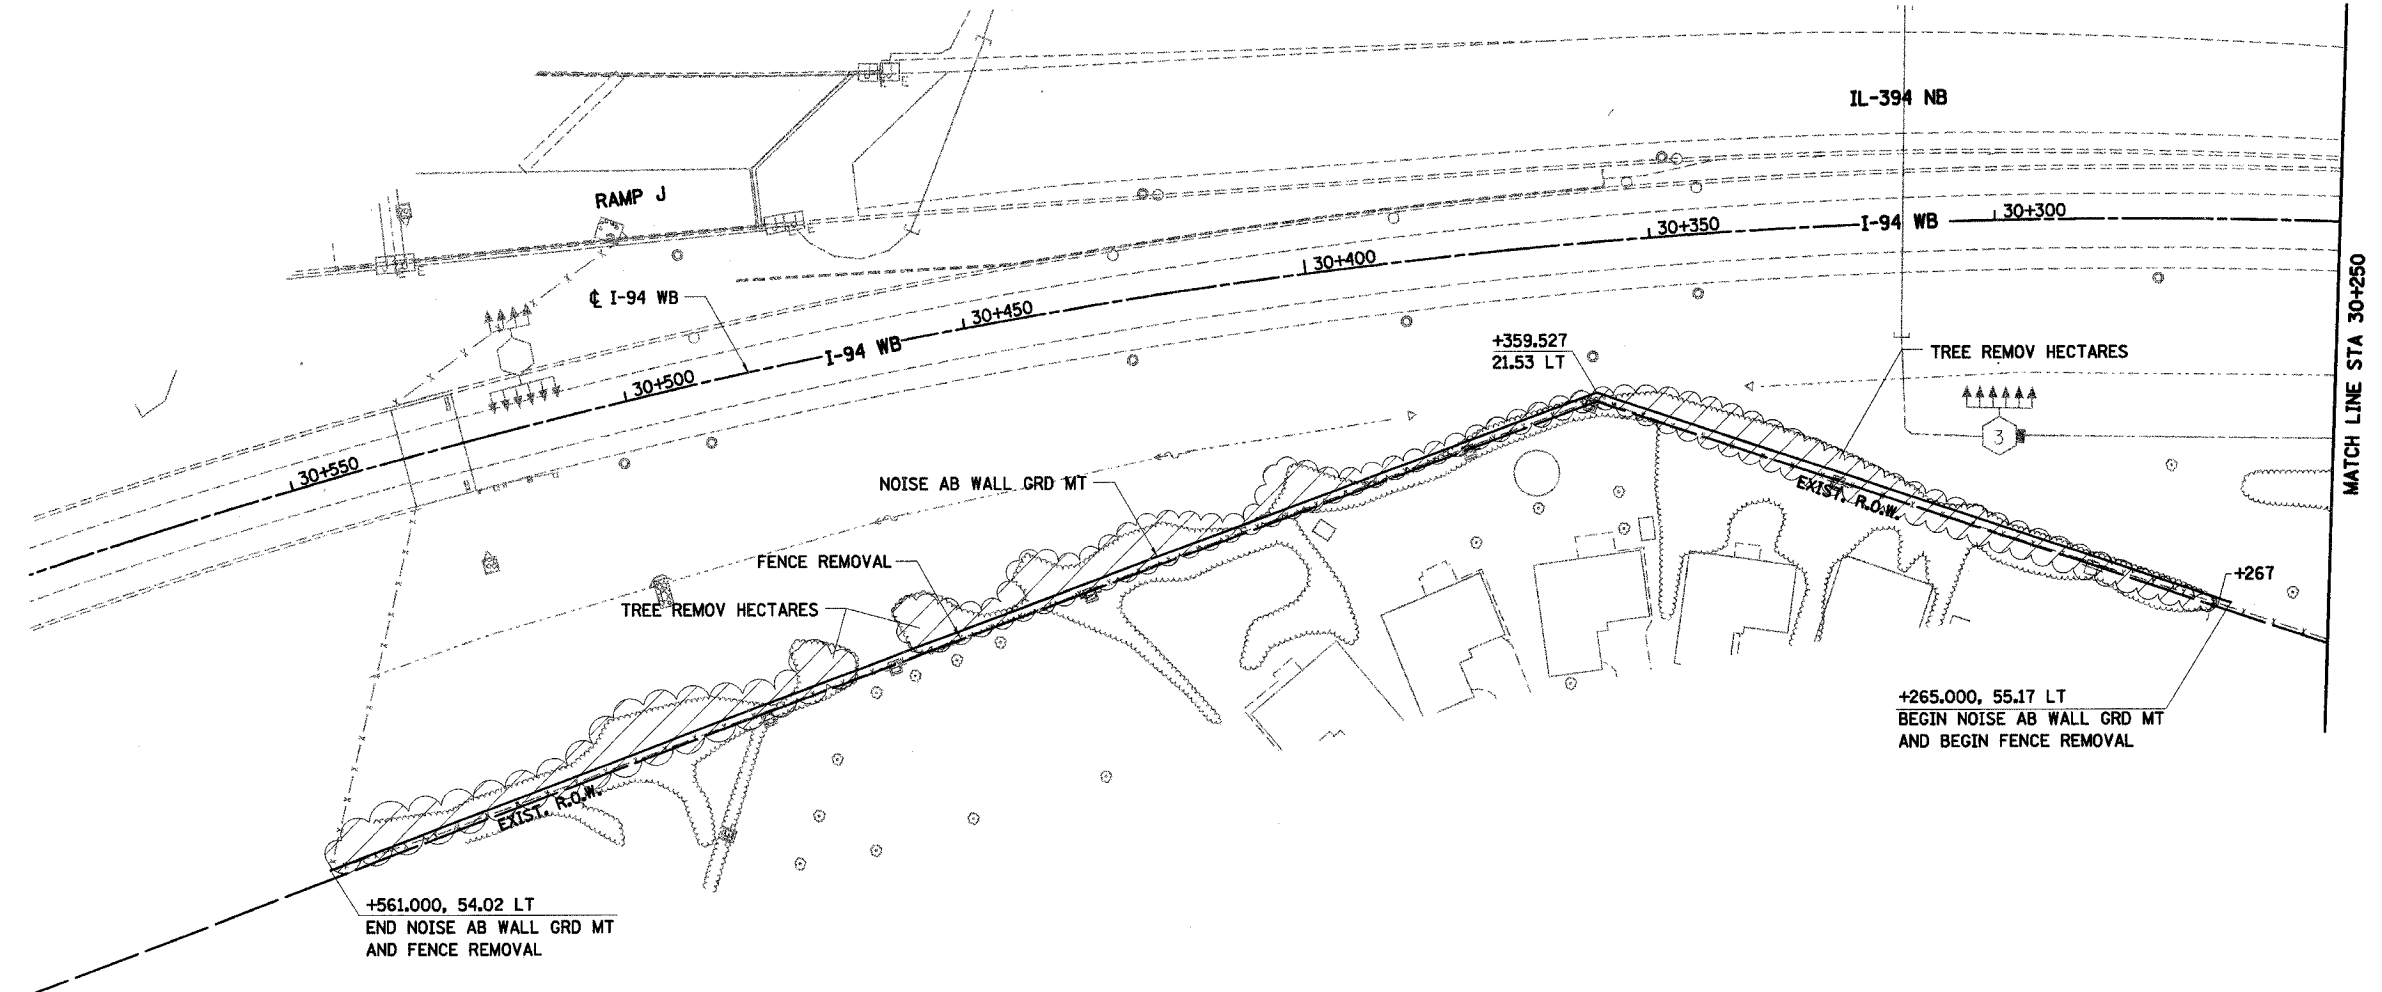 IL-394 NB
RAMP J
30+300
I-94 WB
30+350
30+400
℄ I-94 WB
30+450
I-94 WB
30+500
30+550
MATCH LINE STA 30+250
+359.527
21.53 LT
TREE REMOV HECTARES
3
NOISE AB WALL GRD MT
EXIST. R.O.W.
FENCE REMOVAL
+267
TREE REMOV HECTARES
+265.000, 55.17 LT
BEGIN NOISE AB WALL GRD MT
AND BEGIN FENCE REMOVAL
EXIST. R.O.W.
+561.000, 54.02 LT
END NOISE AB WALL GRD MT
AND FENCE REMOVAL